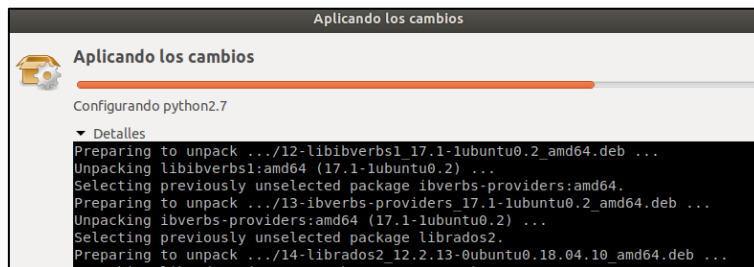 Aplicando los cambios
Aplicando los cambios
Configurando python2.7
Detalles
Preparing to unpack .../12-libibverbs1_17.1-1ubuntu0.2_amd64.deb ...
Unpacking libibverbs1:amd64 (17.1-1ubuntu0.2) ...
Selecting previously unselected package ibverbs-providers:amd64.
Preparing to unpack .../13-ibverbs-providers_17.1-1ubuntu0.2_amd64.deb ...
Unpacking ibverbs-providers:amd64 (17.1-1ubuntu0.2) ...
Selecting previously unselected package librados2.
Preparing to unpack .../14-librados2_12.2.13-0ubuntu0.18.04.10_amd64.deb ...